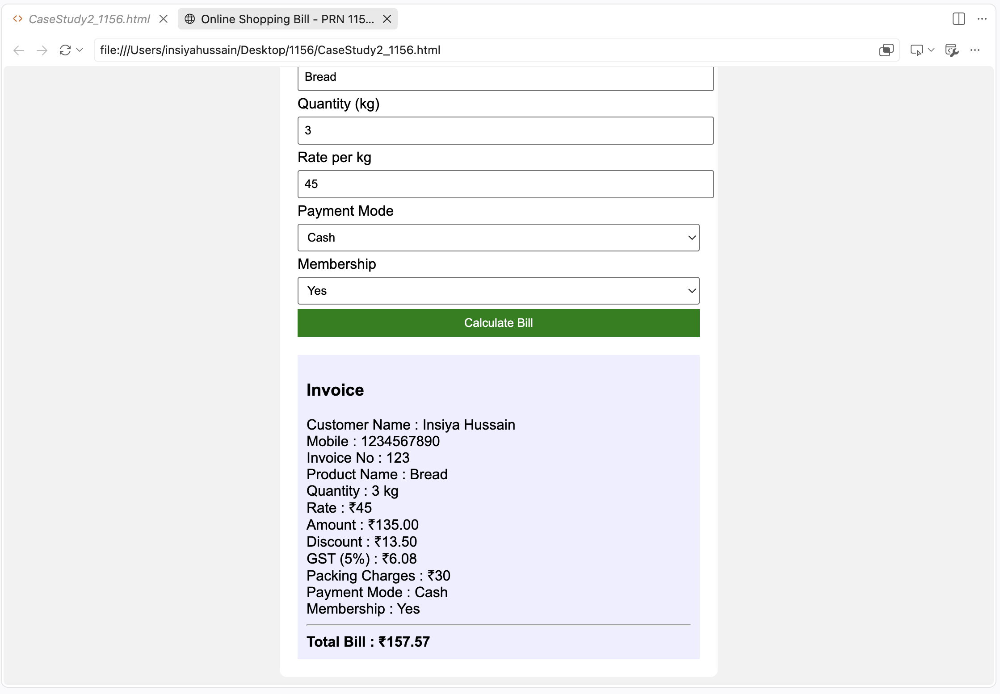 CaseStudy2_1156.html
Online Shopping Bill - PRN 115...
file:///Users/insiyahussain/Desktop/1156/CaseStudy2_1156.html
Bread
Quantity (kg)
3
Rate per kg
45
Payment Mode
Cash
Membership
Yes
Calculate Bill
Invoice
Customer Name : Insiya Hussain
Mobile : 1234567890
Invoice No : 123
Product Name : Bread
Quantity : 3 kg
Rate : ₹45
Amount : ₹135.00
Discount : ₹13.50
GST (5%) : ₹6.08
Packing Charges : ₹30
Payment Mode : Cash
Membership : Yes
Total Bill : ₹157.57